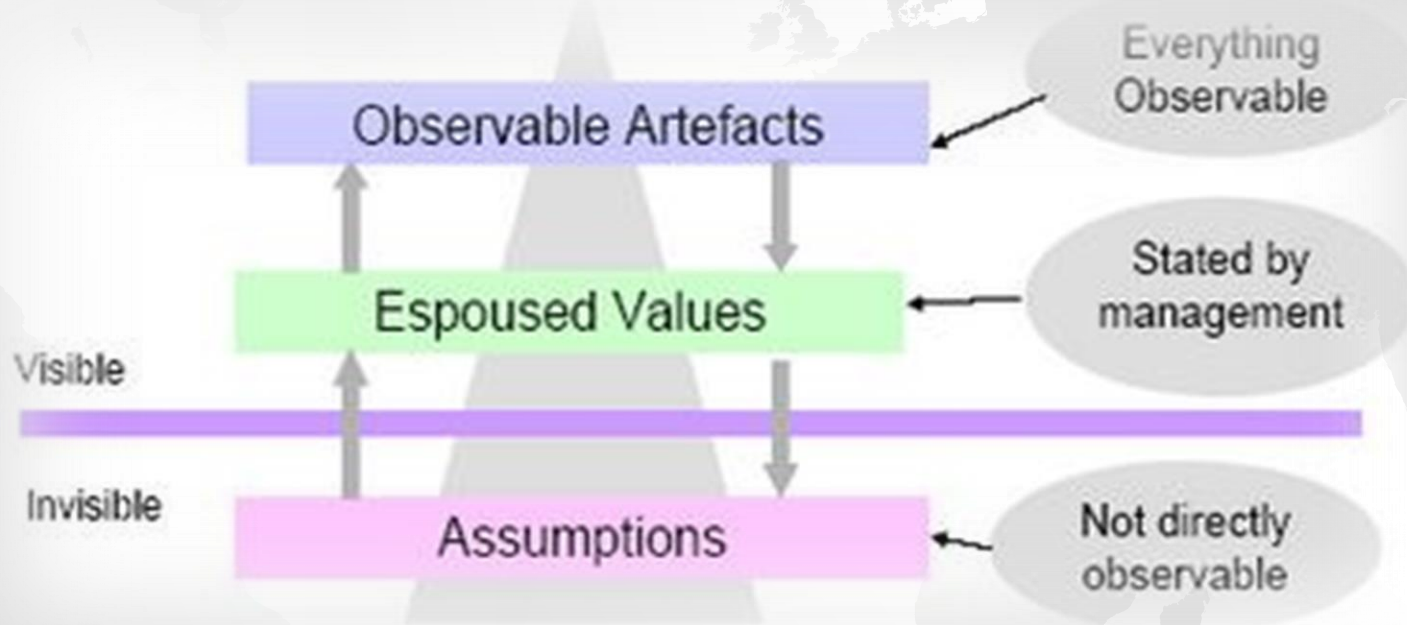 Everything
Observable
Observable Artefacts
Stated by
management
Espoused Values
Visible
Invisible
Not directly
observable
Assumptions